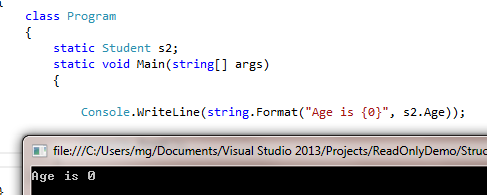 class Program
{
static Student s2;
static void Main(string[] args)
{
Console.WriteLine(string.Format("Age is {0}", s2.Age));
file:///C:/Users/mg/Documents/Visual Studio 2013/Projects/ReadOnlyDemo/Struc
Age is 0
}